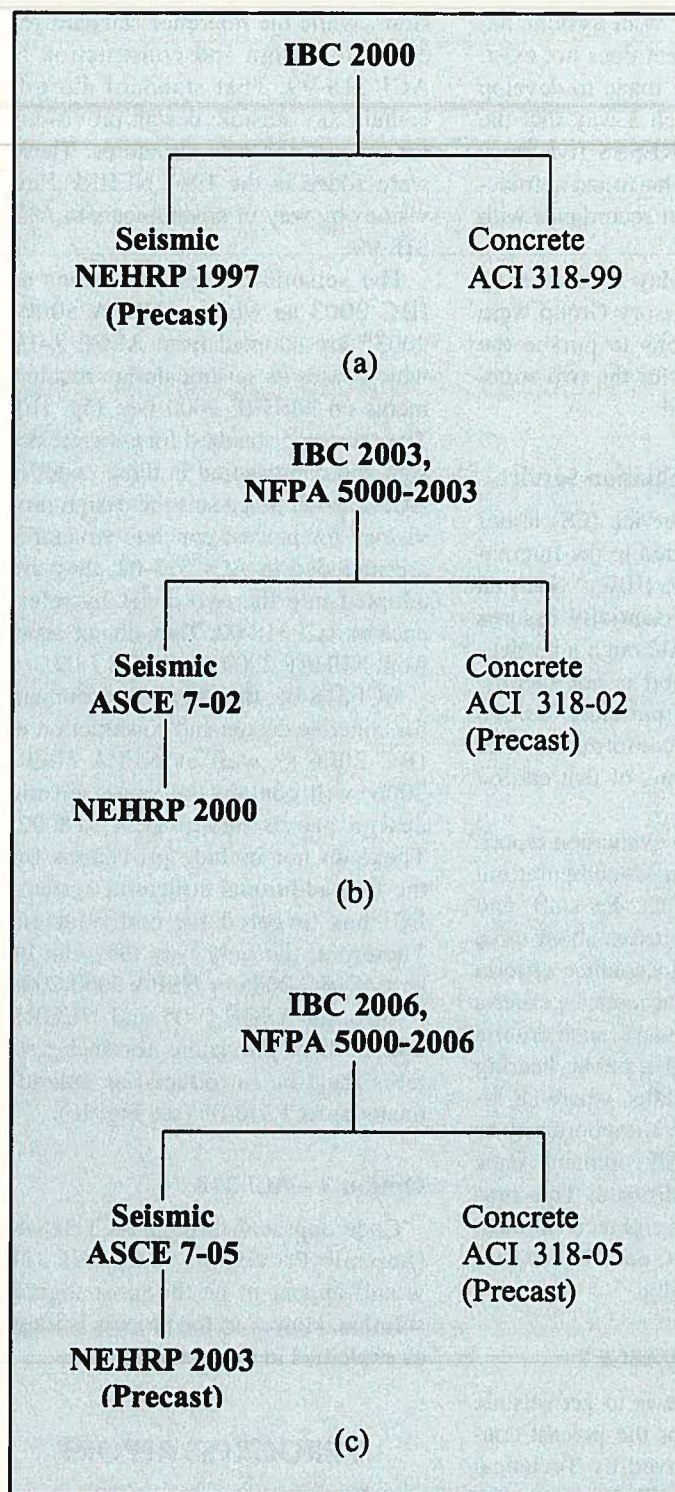 IBC 2000
Seismic
NEHRP 1997
(Precast)
Concrete
ACI 318-99
(a)
IBC 2003,
NFPA 5000-2003
Seismic
ASCE 7-02
NEHRP 2000
Concrete
ACI 318-02
(Precast)
(b)
IBC 2006,
NFPA 5000-2006
Seismic
ASCE 7-05
NEHRP 2003
(Precast)
Concrete
ACI 318-05
(Precast)
(c)